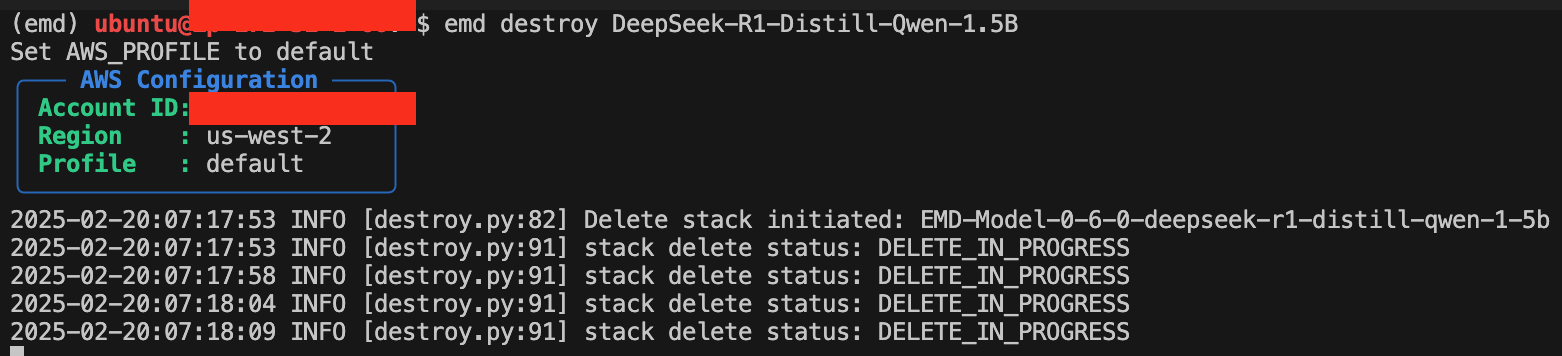 (emd) ubuntu@ $ emd destroy DeepSeek-R1-Distill-Qwen-1.5B
Set AWS_PROFILE to default
AWS Configuration
Account ID:
Region : us-west-2
Profile : default
2025-02-20:07:17:53 INFO [destroy.py:82] Delete stack initiated: EMD-Model-0-6-0-deepseek-r1-distill-qwen-1-5b
2025-02-20:07:17:53 INFO [destroy.py:91] stack delete status: DELETE_IN_PROGRESS
2025-02-20:07:17:58 INFO [destroy.py:91] stack delete status: DELETE_IN_PROGRESS
2025-02-20:07:18:04 INFO [destroy.py:91] stack delete status: DELETE_IN_PROGRESS
2025-02-20:07:18:09 INFO [destroy.py:91] stack delete status: DELETE_IN_PROGRESS